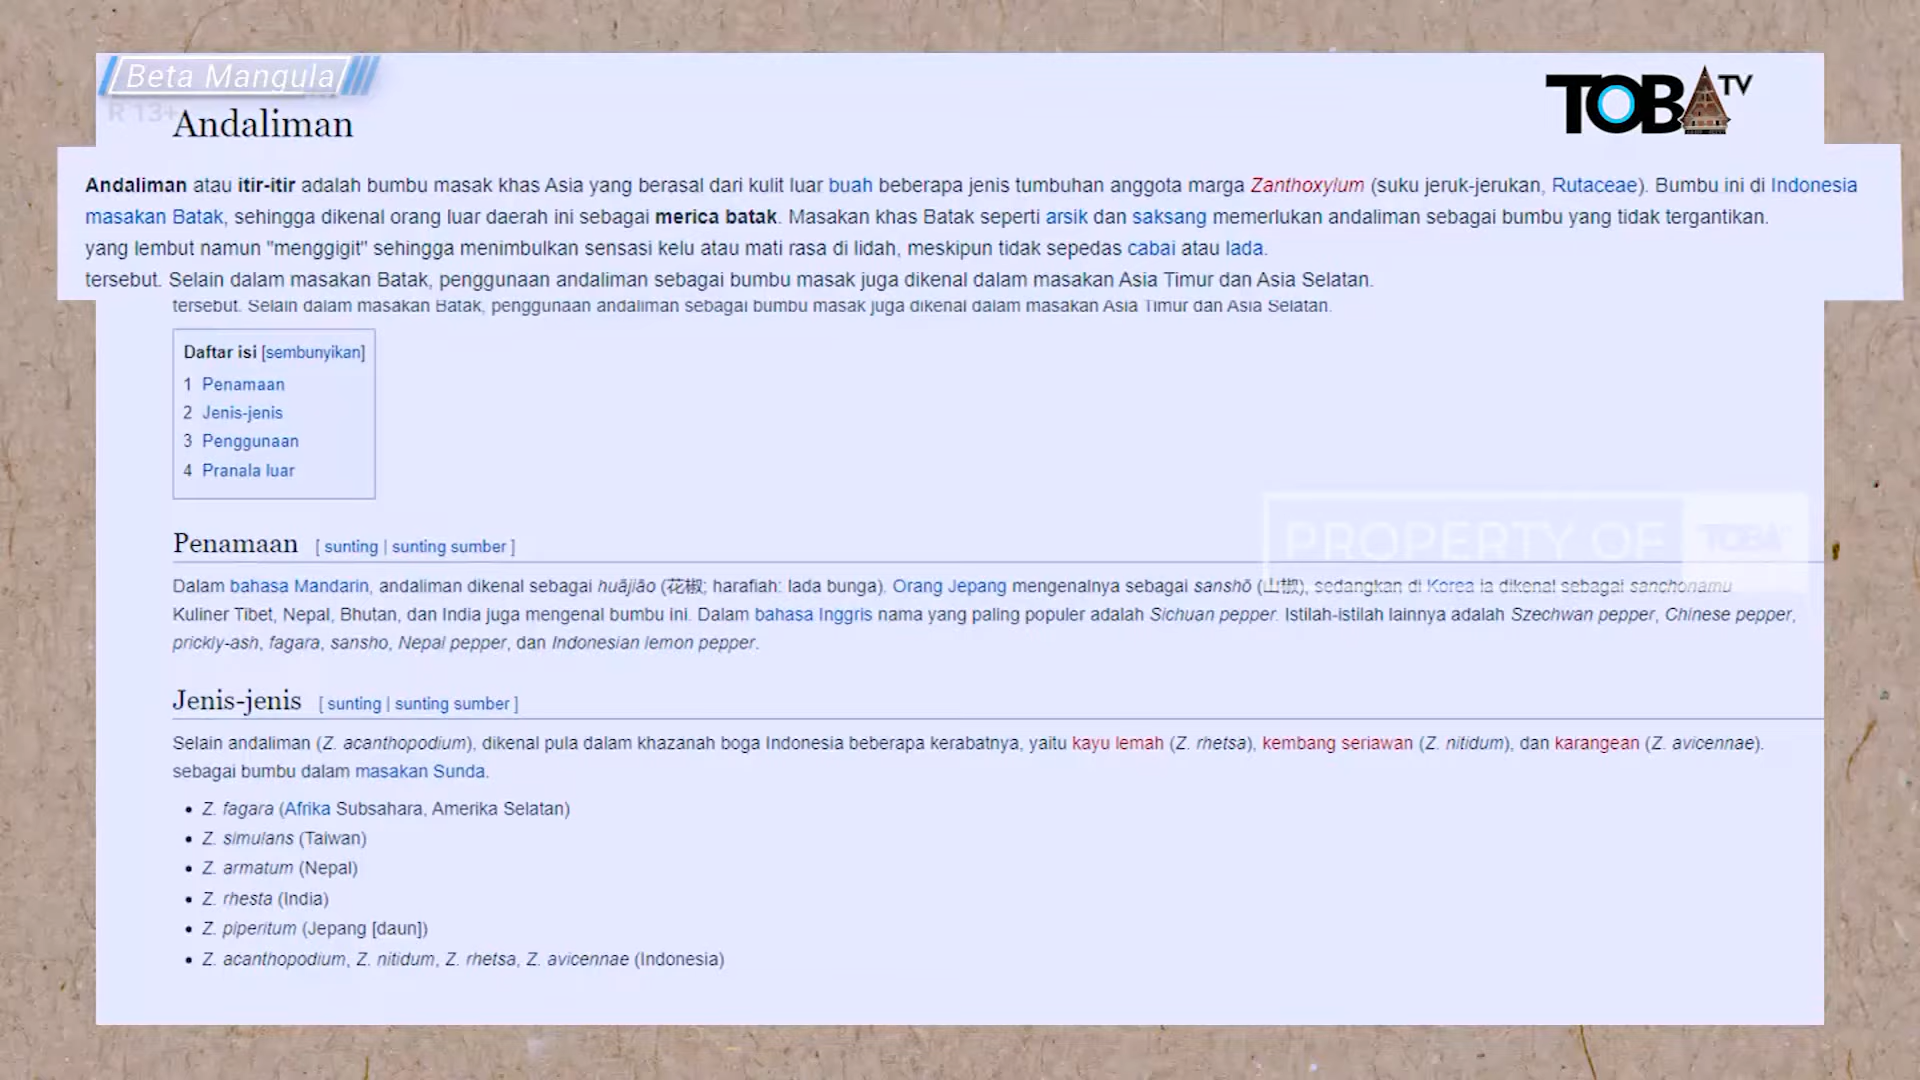 Beta Mangula
R 13+
TOBA TV
Andaliman
Andaliman atau itir-itir adalah bumbu masak khas Asia yang berasal dari kulit luar buah beberapa jenis tumbuhan anggota marga Zanthoxylum (suku jeruk-jerukan, Rutaceae). Bumbu ini di Indonesia
masakan Batak, sehingga dikenal orang luar daerah ini sebagai merica batak. Masakan khas Batak seperti arsik dan saksang memerlukan andaliman sebagai bumbu yang tidak tergantikan.
yang lembut namun "menggigit" sehingga menimbulkan sensasi kelu atau mati rasa di lidah, meskipun tidak sepedas cabai atau lada.
tersebut. Selain dalam masakan Batak, penggunaan andaliman sebagai bumbu masak juga dikenal dalam masakan Asia Timur dan Asia Selatan.
tersebut. Selain dalam masakan Batak, penggunaan andaliman sebagai bumbu masak juga dikenal dalam masakan Asia Timur dan Asia Selatan.
Daftar isi [sembunyikan]
1 Penamaan
2 Jenis-jenis
3 Penggunaan
4 Pranala luar
PROPERTY OF TOBA
Penamaan [ sunting | sunting sumber ]
Dalam bahasa Mandarin, andaliman dikenal sebagai huājiāo (花椒; harafiah: lada bunga). Orang Jepang mengenalnya sebagai sanshō (山椒), sedangkan di Korea ia dikenal sebagai sanchonamu
Kuliner Tibet, Nepal, Bhutan, dan India juga mengenal bumbu ini. Dalam bahasa Inggris nama yang paling populer adalah Sichuan pepper. Istilah-istilah lainnya adalah Szechwan pepper, Chinese pepper,
prickly-ash, fagara, sansho, Nepal pepper, dan Indonesian lemon pepper.
Jenis-jenis [ sunting | sunting sumber ]
Selain andaliman (Z. acanthopodium), dikenal pula dalam khazanah boga Indonesia beberapa kerabatnya, yaitu kayu lemah (Z. rhetsa), kembang seriawan (Z. nitidum), dan karangean (Z. avicennae).
sebagai bumbu dalam masakan Sunda.
• Z. fagara (Afrika Subsahara, Amerika Selatan)
• Z. simulans (Taiwan)
• Z. armatum (Nepal)
• Z. rhesta (India)
• Z. piperitum (Jepang [daun])
• Z. acanthopodium, Z. nitidum, Z. rhetsa, Z. avicennae (Indonesia)